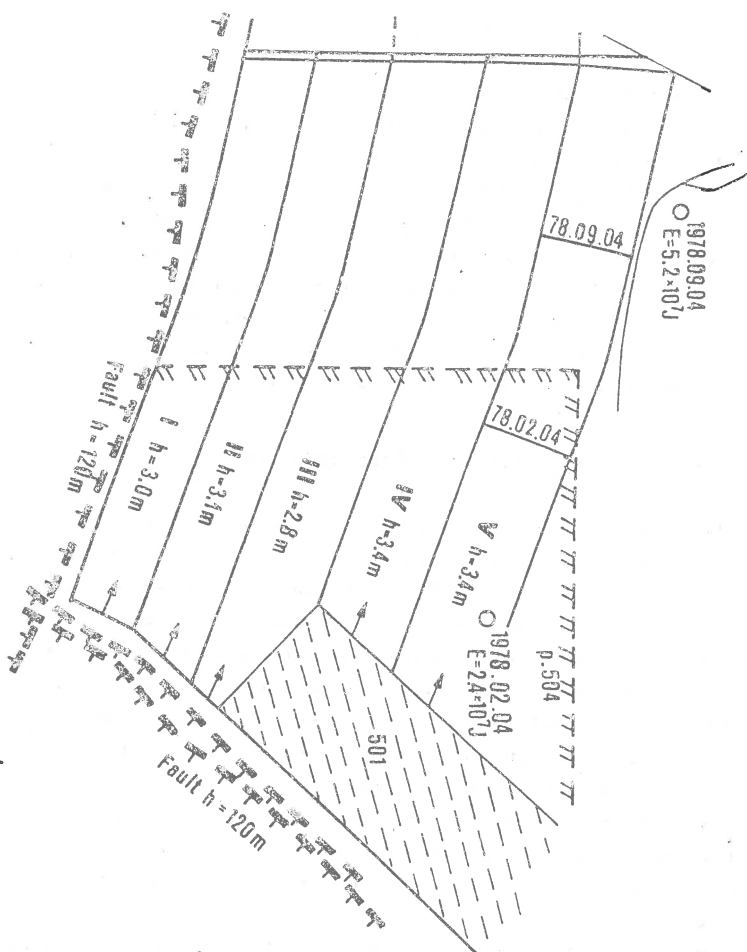 1978.09.04
E=5.2×10⁷J
78.09.04
78.02.04
Fault h=120m
I h=3.0m
II h=3.1m
III h=2.8m
IV h=3.4m
V h=3.4m
1978.02.04
E=2.4×10⁷J
p.504
501
Fault h=120m